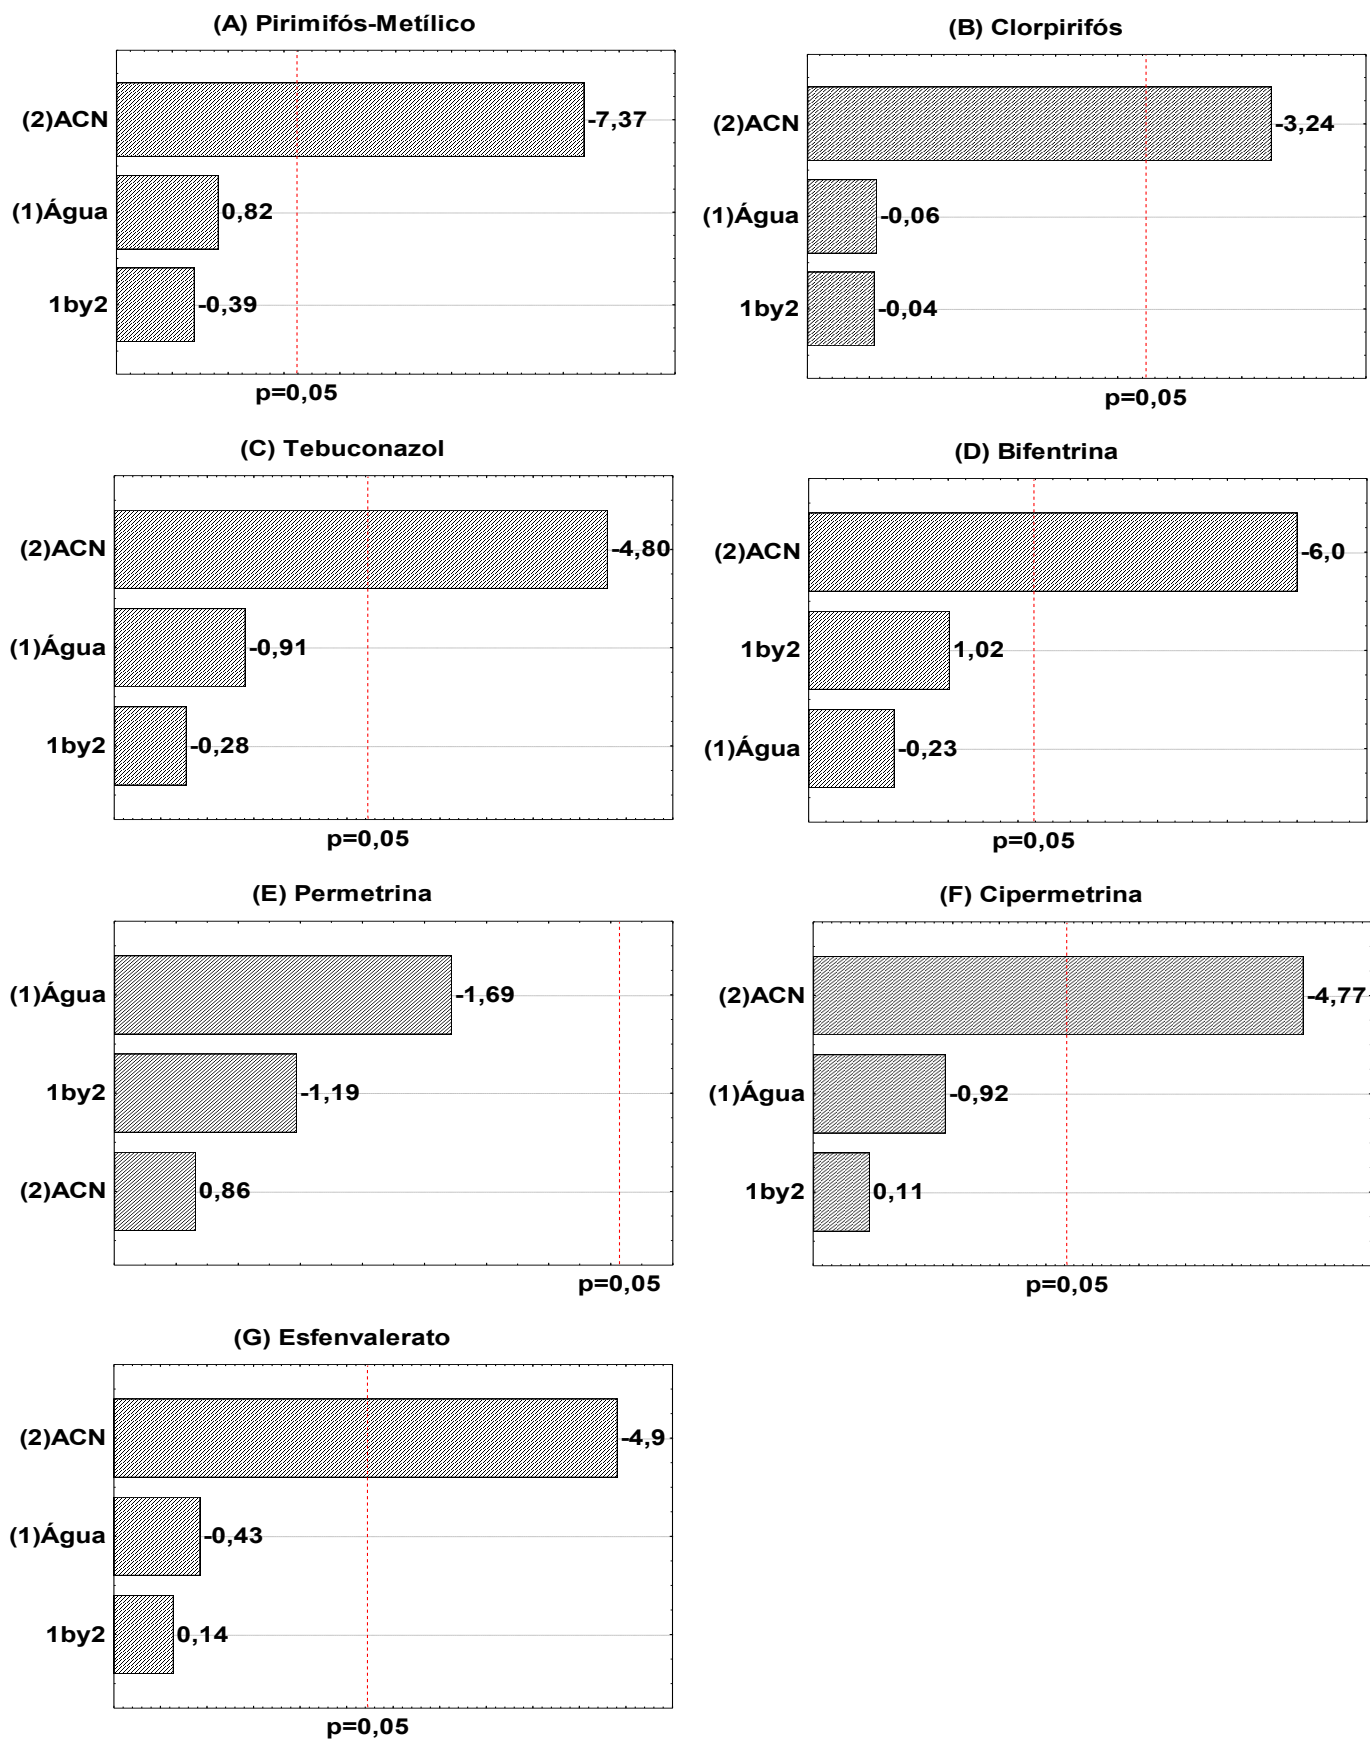 (A) Pirimifós-Metílico
(2)ACN
-7,37
(1)Água
0,82
1by2
-0,39
p=0,05
(B) Clorpirifós
(2)ACN
-3,24
(1)Água
-0,06
1by2
-0,04
p=0,05
(C) Tebuconazol
(2)ACN
-4,80
(1)Água
-0,91
1by2
-0,28
p=0,05
(D) Bifentrina
(2)ACN
-6,0
1by2
1,02
(1)Água
-0,23
p=0,05
(E) Permetrina
(1)Água
-1,69
1by2
-1,19
(2)ACN
0,86
p=0,05
(F) Cipermetrina
(2)ACN
-4,77
(1)Água
-0,92
1by2
0,11
p=0,05
(G) Esfenvalerato
(2)ACN
-4,9
(1)Água
-0,43
1by2
0,14
p=0,05